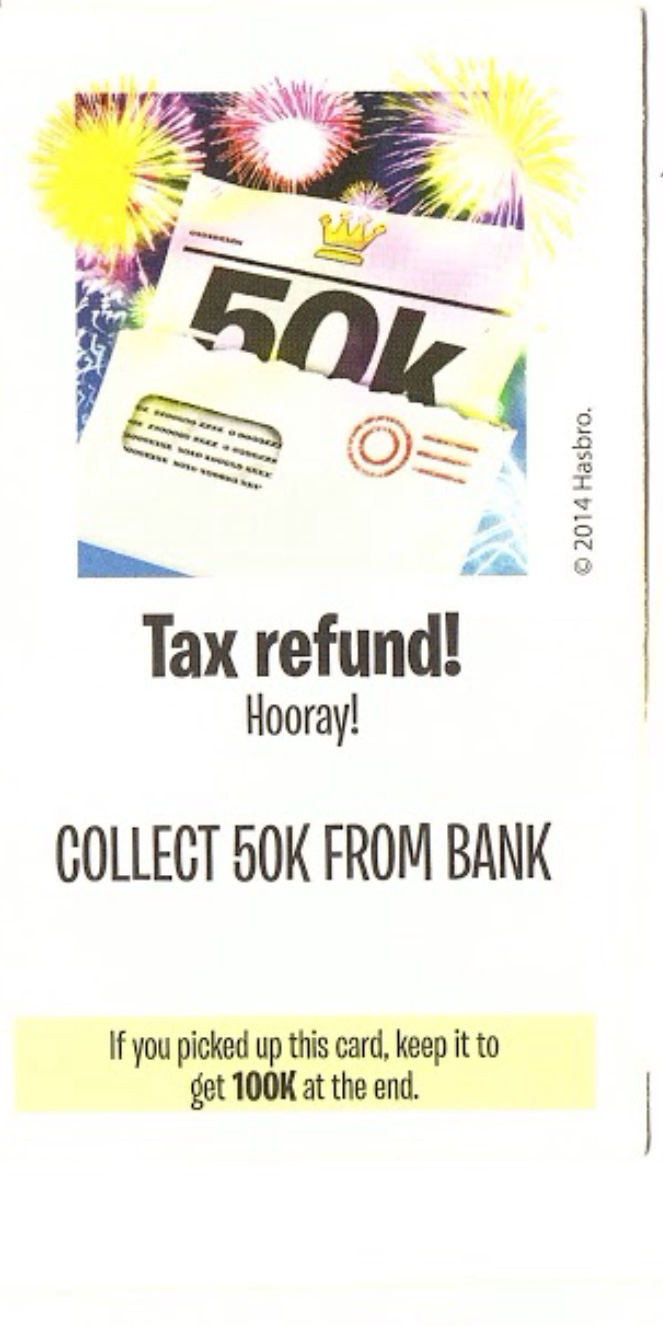 50k
© 2014 Hasbro.
Tax refund!
Hooray!
COLLECT 50K FROM BANK
If you picked up this card, keep it to
get 100K at the end.